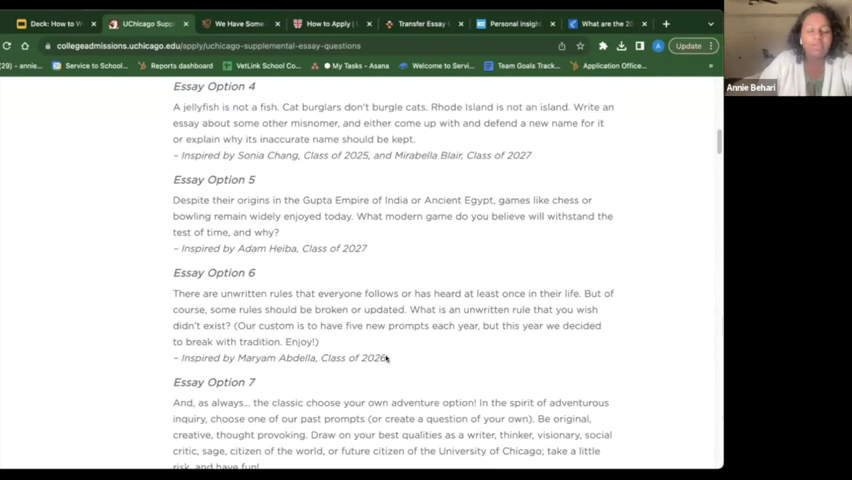 Deck: How to W
UChicago Supp
We Have Some
How to Apply |
Transfer Essay
Personal insigh
What are the 20
collegeadmissions.uchicago.edu/apply/uchicago-supplemental-essay-questions
A
Update
(29) - annie...
Service to School...
Reports dashboard
VetLink School Co...
My Tasks - Asana
Welcome to Servi...
Team Goals Track...
Application Office...
Annie Behari
Essay Option 4
A jellyfish is not a fish. Cat burglars don't burgle cats. Rhode Island is not an island. Write an
essay about some other misnomer, and either come up with and defend a new name for it
or explain why its inaccurate name should be kept.
– Inspired by Sonia Chang, Class of 2025, and Mirabella Blair, Class of 2027
Essay Option 5
Despite their origins in the Gupta Empire of India or Ancient Egypt, games like chess or
bowling remain widely enjoyed today. What modern game do you believe will withstand the
test of time, and why?
– Inspired by Adam Heiba, Class of 2027
Essay Option 6
There are unwritten rules that everyone follows or has heard at least once in their life. But of
course, some rules should be broken or updated. What is an unwritten rule that you wish
didn't exist? (Our custom is to have five new prompts each year, but this year we decided
to break with tradition. Enjoy!)
– Inspired by Maryam Abdella, Class of 2026
Essay Option 7
And, as always... the classic choose your own adventure option! In the spirit of adventurous
inquiry, choose one of our past prompts (or create a question of your own). Be original,
creative, thought provoking. Draw on your best qualities as a writer, thinker, visionary, social
critic, sage, citizen of the world, or future citizen of the University of Chicago; take a little
risk, and have fun!